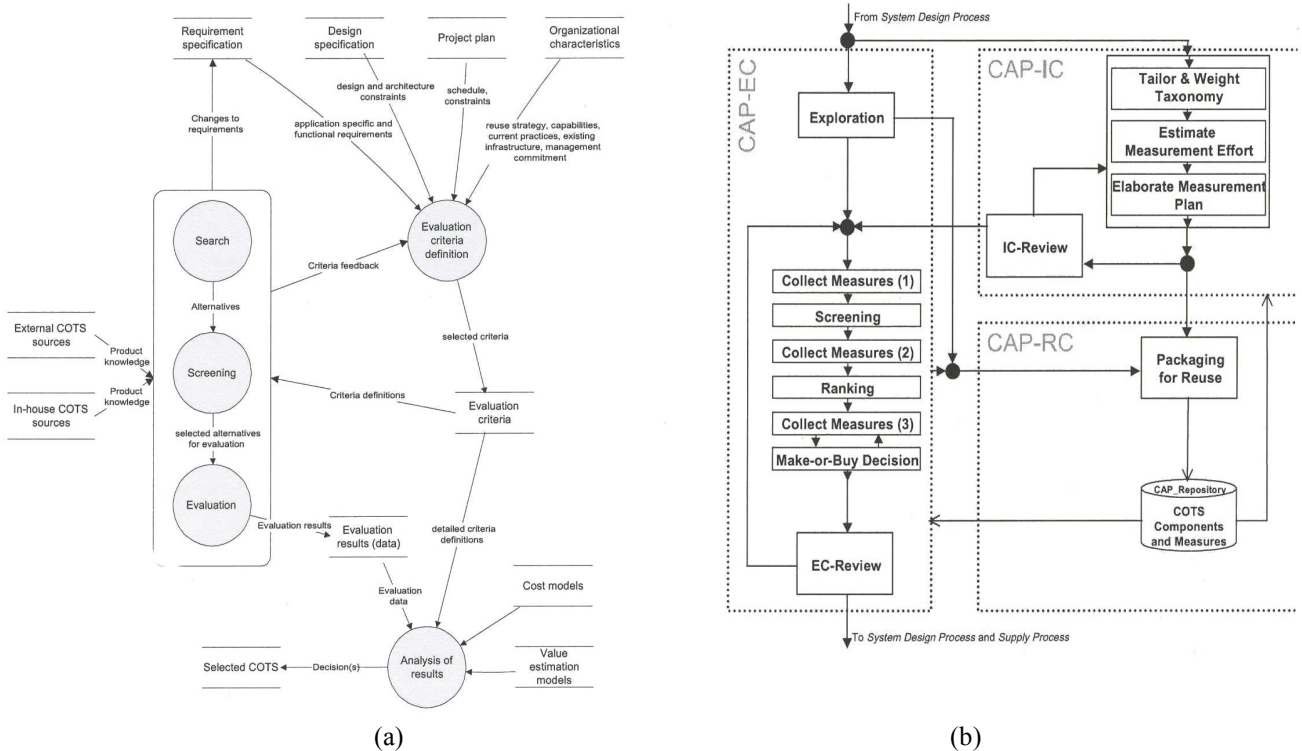 Requirement
specification
Design
specification
Project plan
Organizational
characteristics
design and architecture
constraints
schedule,
constraints
Changes to
requirements
application specific and
functional requirements
reuse strategy, capabilities,
current practices, existing
infrastructure, management
commitment
Search
Evaluation
criteria
definition
Criteria feedback
Alternatives
External COTS
sources
Product
knowledge
selected criteria
Screening
Product
knowledge
In-house COTS
sources
Criteria definitions
Evaluation
criteria
selected alternatives
for evaluation
Evaluation
Evaluation results
Evaluation
results (data)
detailed criteria
definitions
Evaluation
data
Cost models
Selected COTS
Decision(s)
Analysis of
results
Value
estimation
models
(a)
From System Design Process
CAP-EC
Exploration
CAP-IC
Tailor & Weight
Taxonomy
Estimate
Measurement Effort
Elaborate Measurement
Plan
IC-Review
Collect Measures (1)
Screening
Collect Measures (2)
Ranking
Collect Measures (3)
Make-or-Buy Decision
EC-Review
CAP-RC
Packaging
for Reuse
CAP_Repository
COTS
Components
and Measures
To System Design Process and Supply Process
(b)